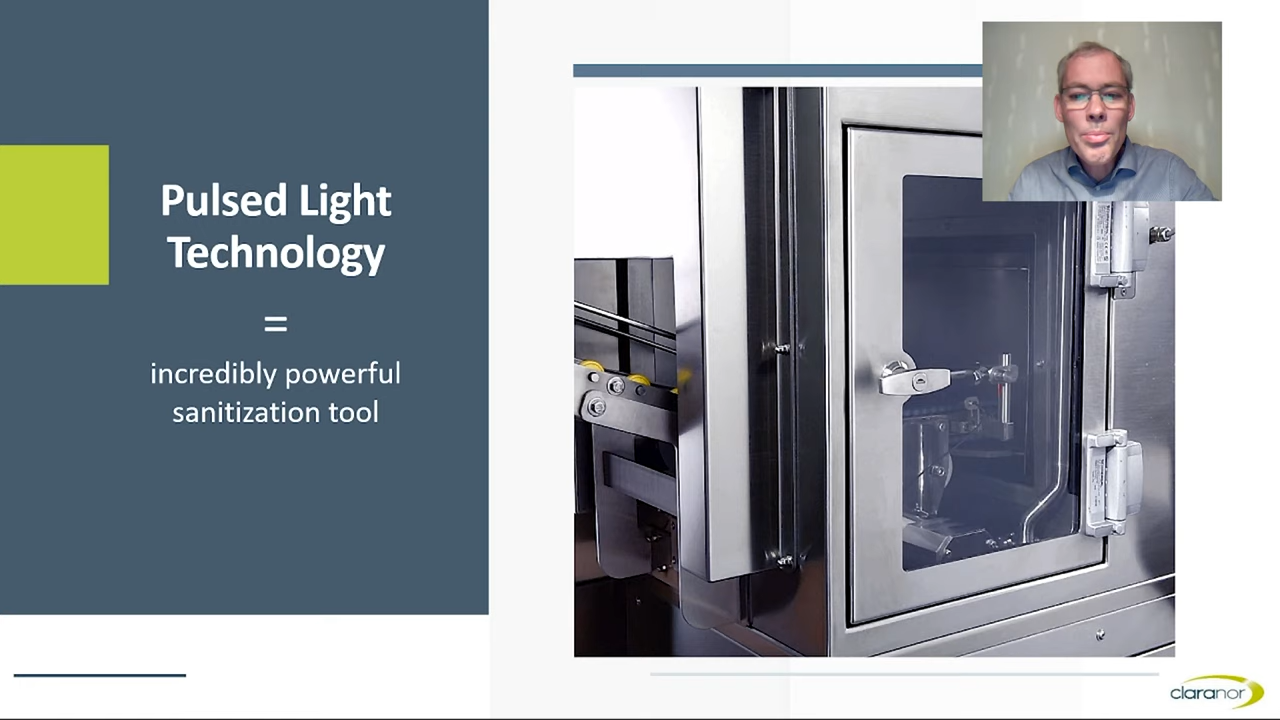 Pulsed Light
Technology
=
incredibly powerful
sanitization tool
claranor